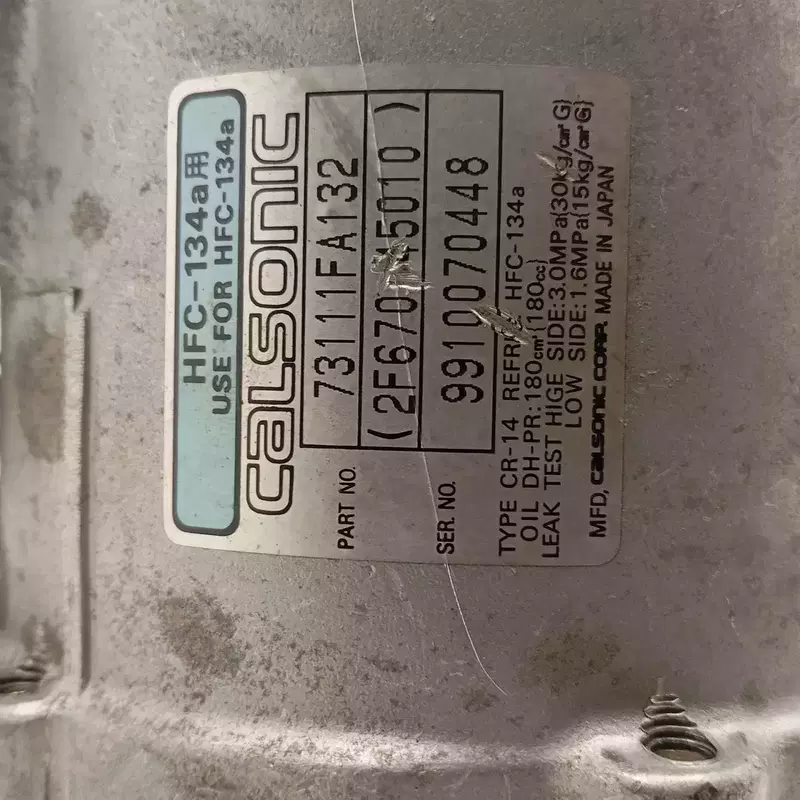 HFC-134a用
USE FOR HFC-134a
CALSONIC
PART NO. 73111FA132
(2F670 45010)
SER. NO. 9910070448
TYPE CR-14 REFRI HFC-134a
OIL DH-PR:180cm³{180cc}
LEAK TEST HIGE SIDE:3.0MPa{30kg/cm²G}
LOW SIDE:1.6MPa{15kg/cm²G}
MFD, CALSONIC CORP. MADE IN JAPAN